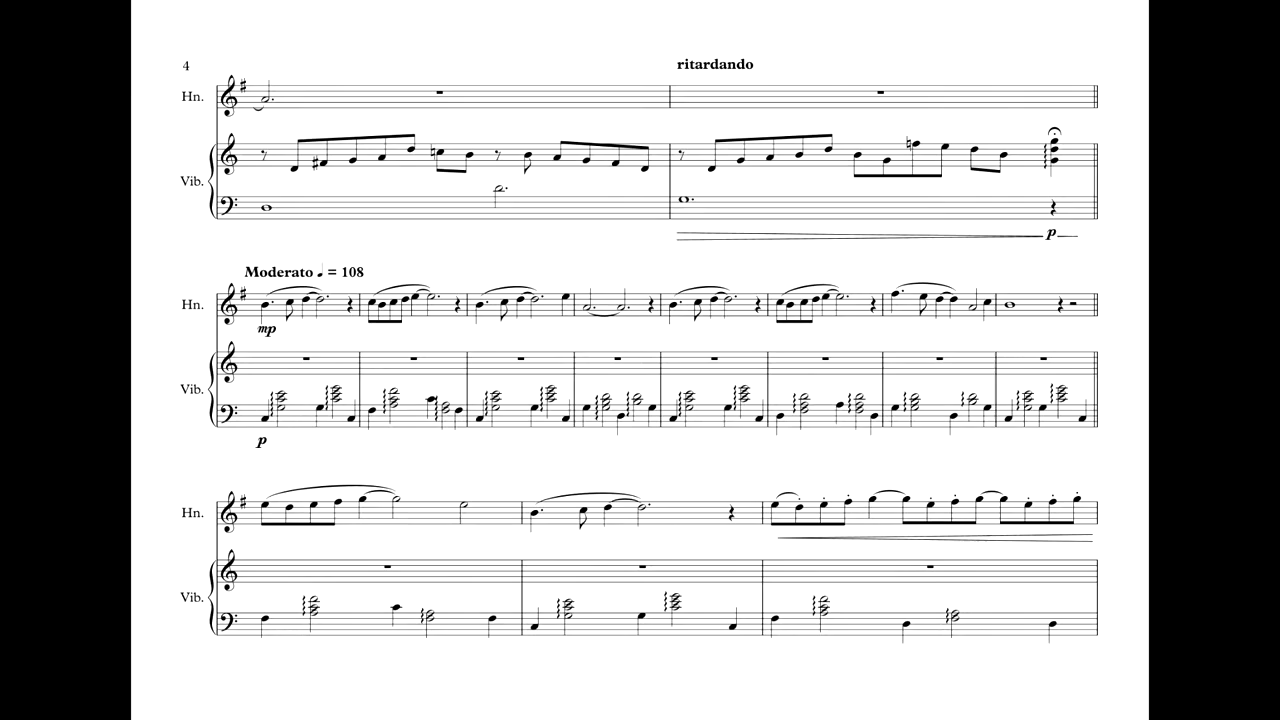 4
ritardando
Hn.
Vib.
p
Moderato ♩ = 108
Hn.
mp
Vib.
p
Hn.
Vib.